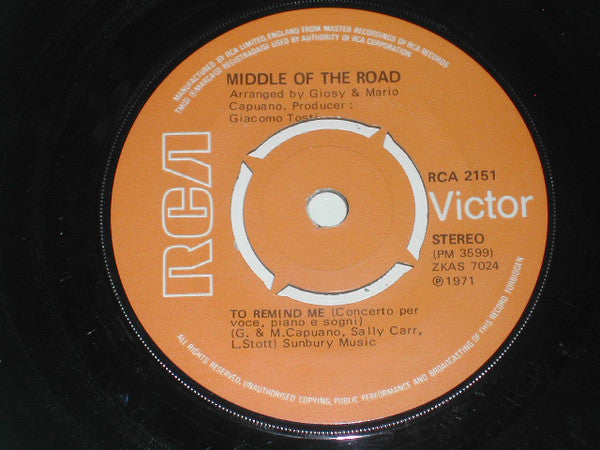 MANUFACTURED BY RCA LIMITED, ENGLAND FROM MASTER RECORDINGS OF RCA RECORDS
TM(S) ® MARCA(S) REGISTRADA(S) USED BY AUTHORITY OF RCA CORPORATION
MIDDLE OF THE ROAD
Arranged by Giosy & Mario
Capuano. Producer :
Giacomo Tosti
RCA
RCA 2151
Victor
STEREO
(PM 3599)
ZKAS 7024
℗ 1971
TO REMIND ME (Concerto per
voce, piano e sogni)
(G. & M.Capuano, Sally Carr,
L.Stott) Sunbury Music
ALL RIGHTS RESERVED. UNAUTHORISED COPYING, PUBLIC PERFORMANCE AND BROADCASTING OF THIS RECORD FORBIDDEN